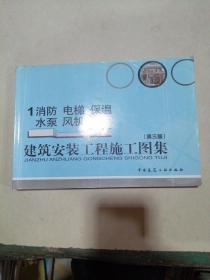 1消防 电梯 保温
水泵 风机
(第三版)
建筑安装工程施工图集
JIANZHU ANZHUANG GONGCHENG SHIGONG TUJI
中国建筑工业出版社